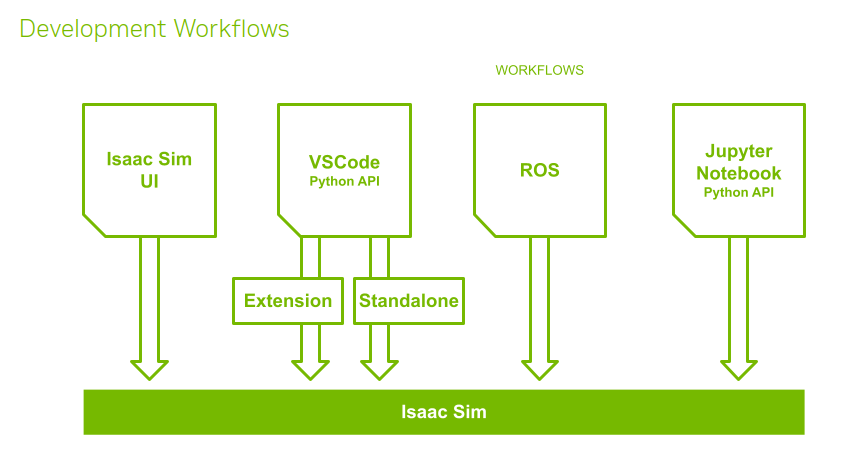 Development Workflows
WORKFLOWS
Isaac Sim
UI
VSCode
Python API
ROS
Jupyter
Notebook
Python API
Extension
Standalone
Isaac Sim